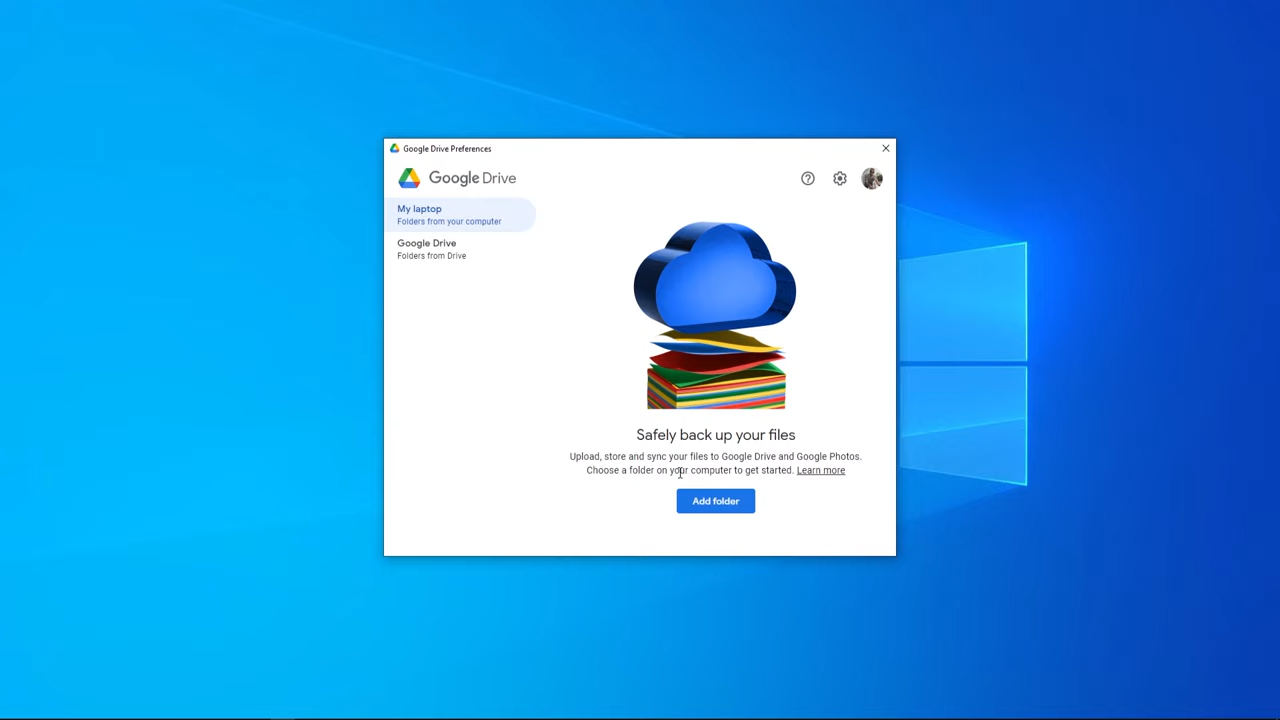 Google Drive Preferences
Google Drive
My laptop
Folders from your computer
Google Drive
Folders from Drive
Safely back up your files
Upload, store and sync your files to Google Drive and Google Photos.
Choose a folder on your computer to get started. Learn more
Add folder